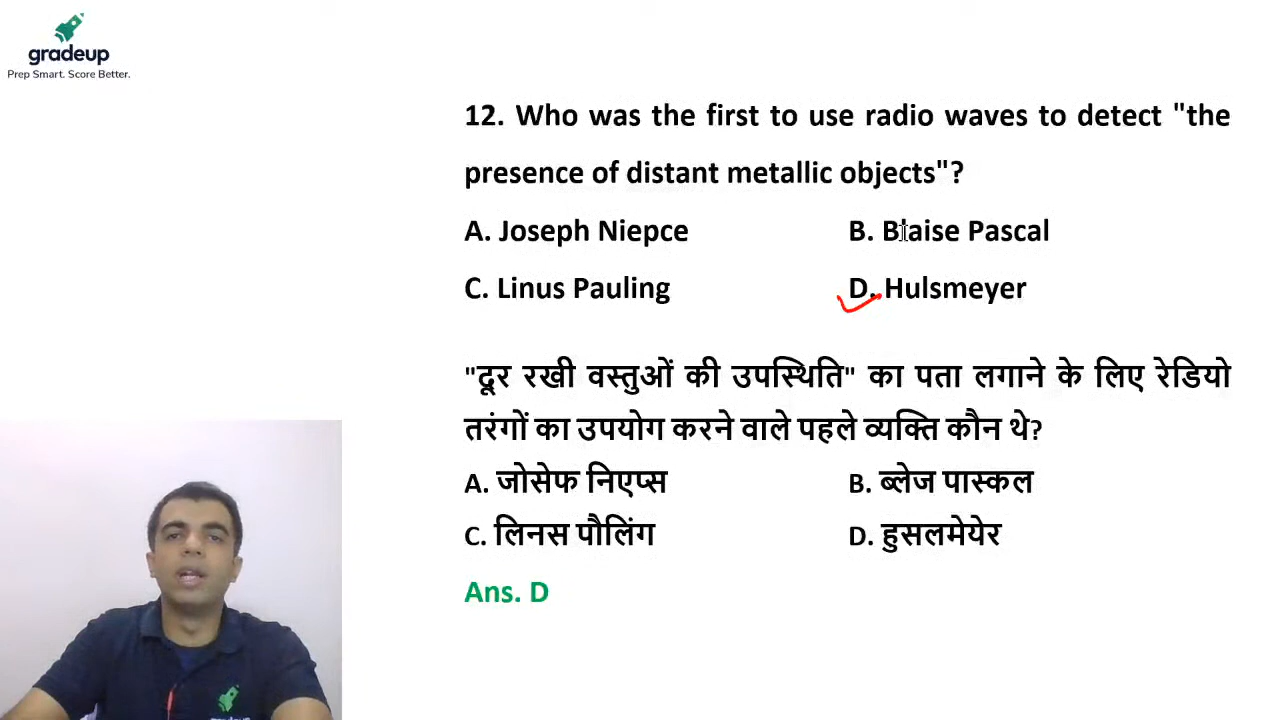 gradeup
Prep Smart. Score Better.
12. Who was the first to use radio waves to detect "the
presence of distant metallic objects"?
A. Joseph Niepce B. Blaise Pascal
C. Linus Pauling D. Hulsmeyer
"दूर रखी वस्तुओं की उपस्थिति" का पता लगाने के लिए रेडियो
तरंगों का उपयोग करने वाले पहले व्यक्ति कौन थे?
A. जोसेफ निएप्स B. ब्लेज पास्कल
C. लिनस पौलिंग D. हुसलमेयेर
Ans. D
gradeup